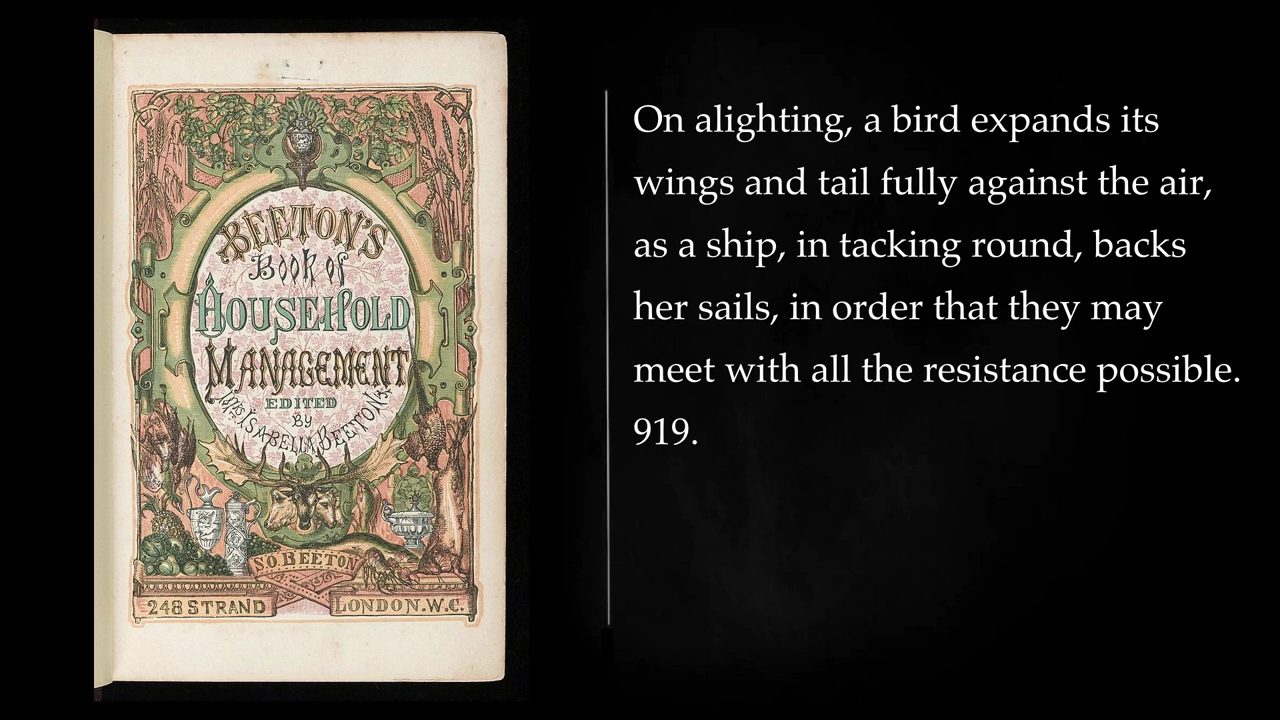 BEETON'S
Book of
HOUSEHOLD
MANAGEMENT
EDITED
BY
MRS ISABELLA BEETON.
S.O. BEETON
248 STRAND
LONDON. W.C.
On alighting, a bird expands its
wings and tail fully against the air,
as a ship, in tacking round, backs
her sails, in order that they may
meet with all the resistance possible.
919.